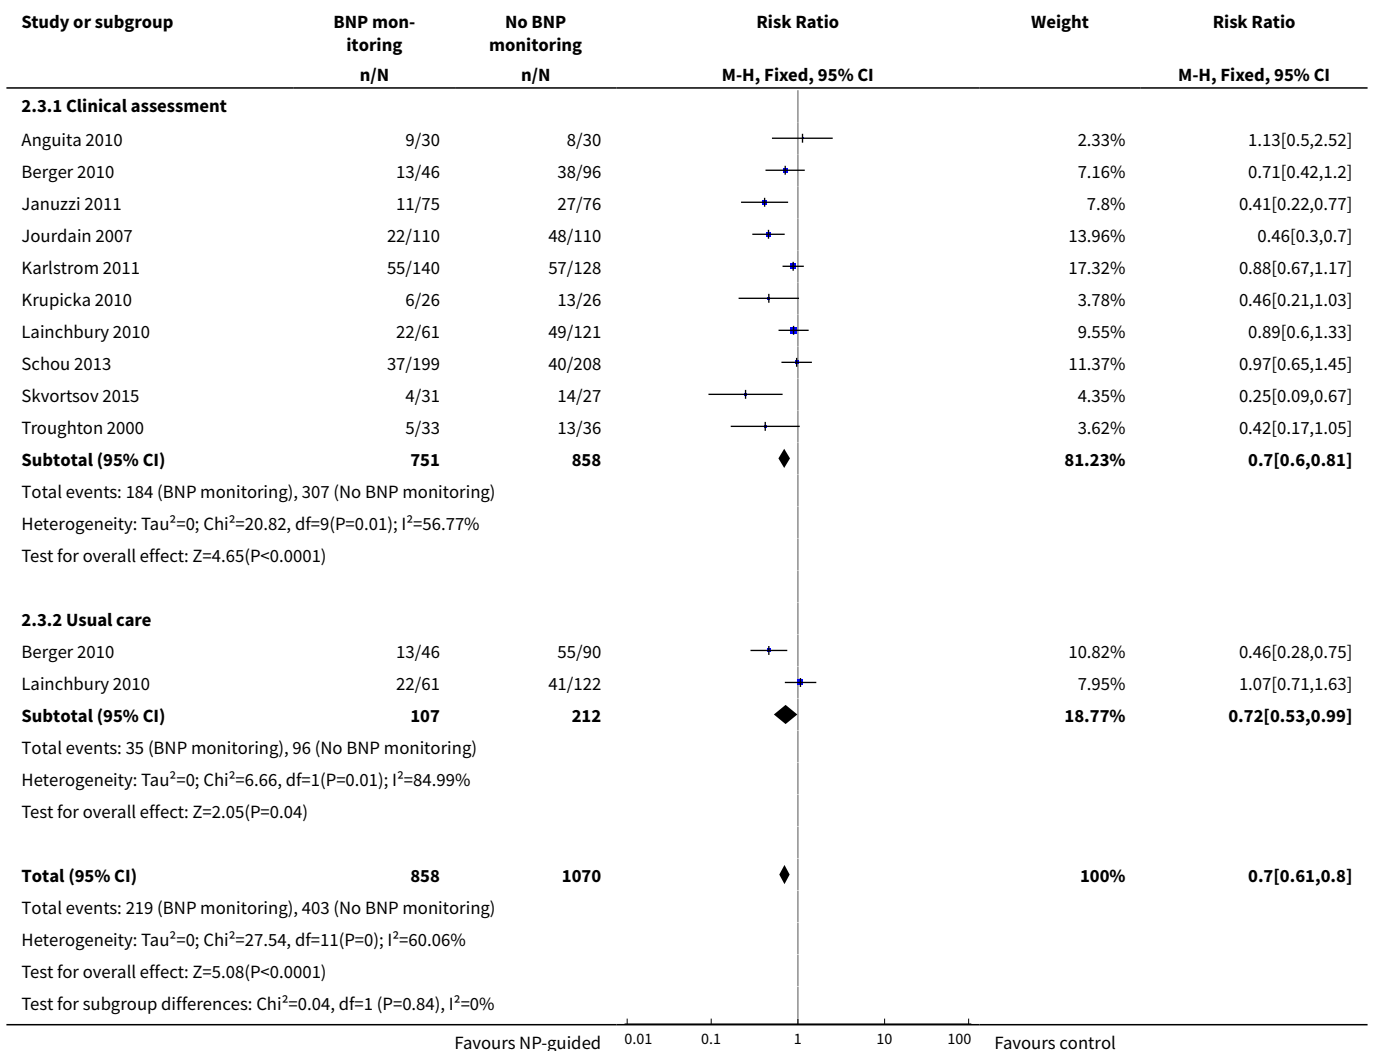 Study or subgroup BNP mon- No BNP Risk Ratio Weight Risk Ratio
itoring monitoring
n/N n/N M-H, Fixed, 95% CI M-H, Fixed, 95% CI
2.3.1 Clinical assessment
Anguita 2010 9/30 8/30 2.33% 1.13[0.5,2.52]
Berger 2010 13/46 38/96 7.16% 0.71[0.42,1.2]
Januzzi 2011 11/75 27/76 7.8% 0.41[0.22,0.77]
Jourdain 2007 22/110 48/110 13.96% 0.46[0.3,0.7]
Karlstrom 2011 55/140 57/128 17.32% 0.88[0.67,1.17]
Krupicka 2010 6/26 13/26 3.78% 0.46[0.21,1.03]
Lainchbury 2010 22/61 49/121 9.55% 0.89[0.6,1.33]
Schou 2013 37/199 40/208 11.37% 0.97[0.65,1.45]
Skvortsov 2015 4/31 14/27 4.35% 0.25[0.09,0.67]
Troughton 2000 5/33 13/36 3.62% 0.42[0.17,1.05]
Subtotal (95% CI) 751 858 81.23% 0.7[0.6,0.81]
Total events: 184 (BNP monitoring), 307 (No BNP monitoring)
Heterogeneity: Tau²=0; Chi²=20.82, df=9(P=0.01); I²=56.77%
Test for overall effect: Z=4.65(P<0.0001)
2.3.2 Usual care
Berger 2010 13/46 55/90 10.82% 0.46[0.28,0.75]
Lainchbury 2010 22/61 41/122 7.95% 1.07[0.71,1.63]
Subtotal (95% CI) 107 212 18.77% 0.72[0.53,0.99]
Total events: 35 (BNP monitoring), 96 (No BNP monitoring)
Heterogeneity: Tau²=0; Chi²=6.66, df=1(P=0.01); I²=84.99%
Test for overall effect: Z=2.05(P=0.04)
Total (95% CI) 858 1070 100% 0.7[0.61,0.8]
Total events: 219 (BNP monitoring), 403 (No BNP monitoring)
Heterogeneity: Tau²=0; Chi²=27.54, df=11(P=0); I²=60.06%
Test for overall effect: Z=5.08(P<0.0001)
Test for subgroup differences: Chi²=0.04, df=1 (P=0.84), I²=0%
Favours NP-guided 0.01 0.1 1 10 100 Favours control